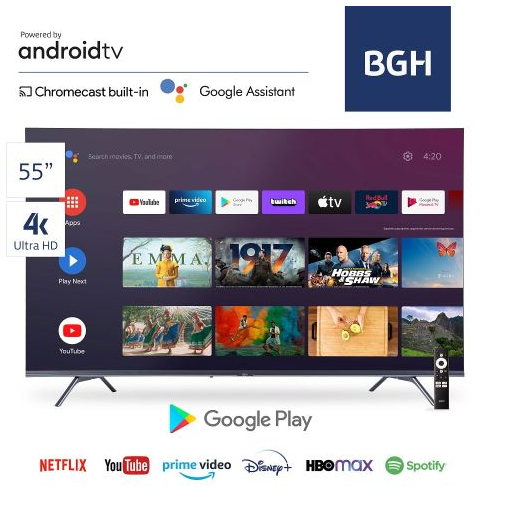 Powered by
androidtv
BGH
Chromecast built-in
Google Assistant
55”
4k
Ultra HD
Search movies, TV, and more
4:20
Apps
YouTube
prime video
Google Play
Store
twitch
tv
Red Bull
TV
Google Play
Movies & TV
Play Next
EMMA.
1917
HOBBS
& SHAW
YouTube
Google Play
NETFLIX
YouTube
prime video
Disney+
HBOmax
Spotify